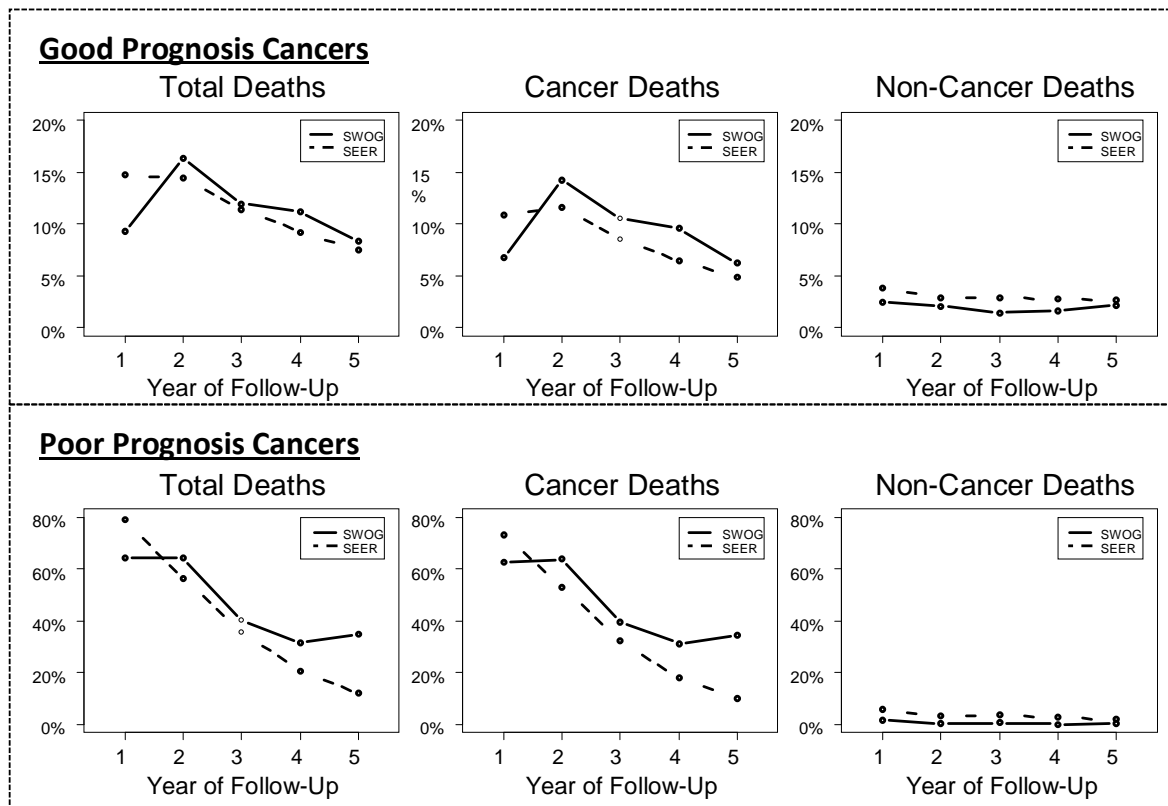 Good Prognosis Cancers
Total Deaths
20%
15%
10%
5%
0%
SWOG
SEER
1 2 3 4 5
Year of Follow-Up
Cancer Deaths
20%
15
%
10%
5%
0%
SWOG
SEER
1 2 3 4 5
Year of Follow-Up
Non-Cancer Deaths
20%
15%
10%
5%
0%
SWOG
SEER
1 2 3 4 5
Year of Follow-Up
Poor Prognosis Cancers
Total Deaths
80%
60%
40%
20%
0%
SWOG
SEER
1 2 3 4 5
Year of Follow-Up
Cancer Deaths
80%
60%
40%
20%
0%
SWOG
SEER
1 2 3 4 5
Year of Follow-Up
Non-Cancer Deaths
80%
60%
40%
20%
0%
SWOG
SEER
1 2 3 4 5
Year of Follow-Up